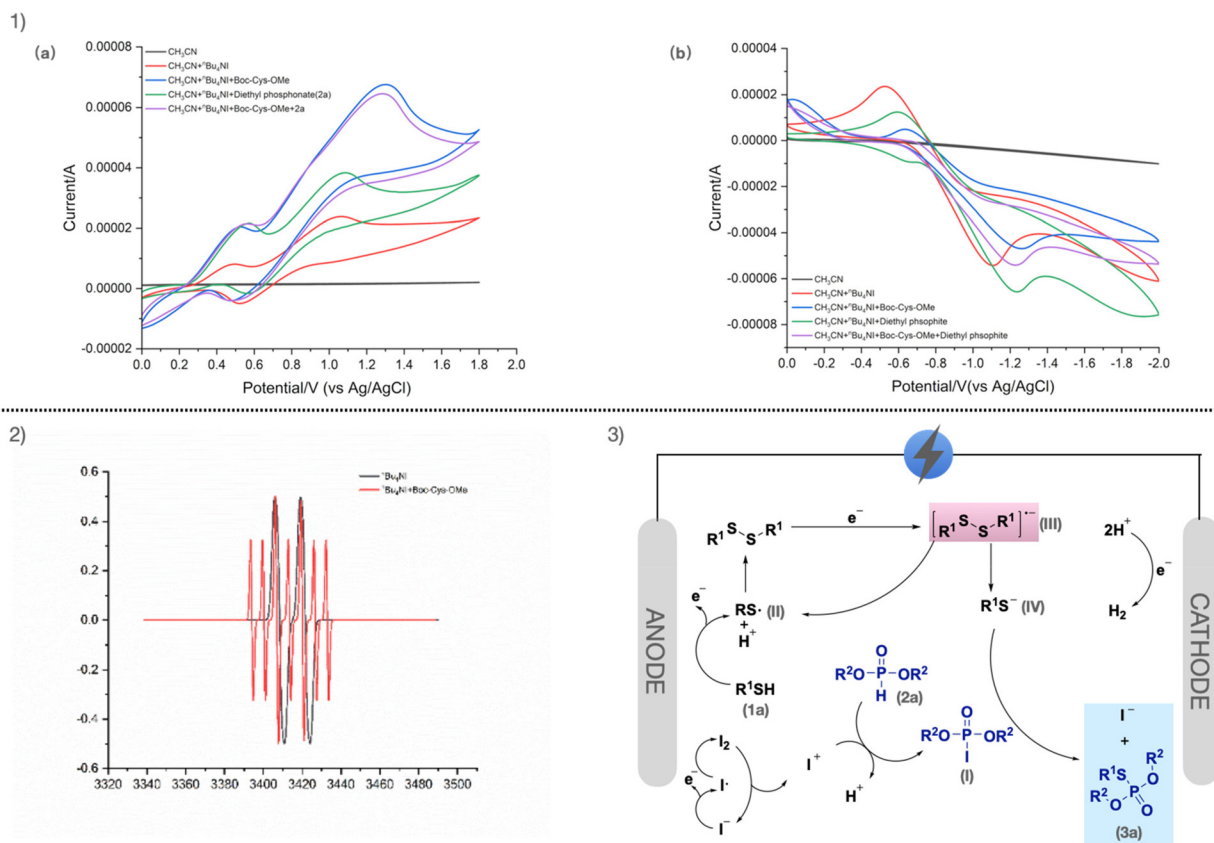 1)
(a)
CH₃CN
CH₃CN+ⁿBu₄NI
CH₃CN+ⁿBu₄NI+Boc-Cys-OMe
CH₃CN+ⁿBu₄NI+Diethyl phosphonate(2a)
CH₃CN+ⁿBu₄NI+Boc-Cys-OMe+2a
0.00008
0.00006
0.00004
0.00002
0.00000
-0.00002
Current/A
0.0 0.2 0.4 0.6 0.8 1.0 1.2 1.4 1.6 1.8 2.0
Potential/V (vs Ag/AgCl)
(b)
0.00004
0.00002
0.00000
-0.00002
-0.00004
-0.00006
-0.00008
Current/A
CH₃CN
CH₃CN+ⁿBu₄NI
CH₃CN+ⁿBu₄NI+Boc-Cys-OMe
CH₃CN+ⁿBu₄NI+Diethyl phsophite
CH₃CN+ⁿBu₄NI+Boc-Cys-OMe+Diethyl phsophite
0.0 -0.2 -0.4 -0.6 -0.8 -1.0 -1.2 -1.4 -1.6 -1.8 -2.0
Potential/V(vs Ag/AgCl)
2)
Bu₄NI
Bu₄NI+Boc-Cys-OMe
0.6
0.4
0.2
0.0
-0.2
-0.4
-0.6
3320 3340 3360 3380 3400 3420 3440 3460 3480 3500
3)
ANODE
CATHODE
R¹ S S R¹
e⁻
[R¹ S S R¹]•− (III)
2H⁺
e⁻
H₂
e⁻
RS· (II)
+
H⁺
R¹S⁻ (IV)
R¹SH
(1a)
O
R²O-P-OR²
H (2a)
I₂
e⁻
I·
I⁻
I⁺
H⁺
O
R²O-P-OR²
I
(I)
I⁻
+
R¹S R²
P O
R²O O
(3a)